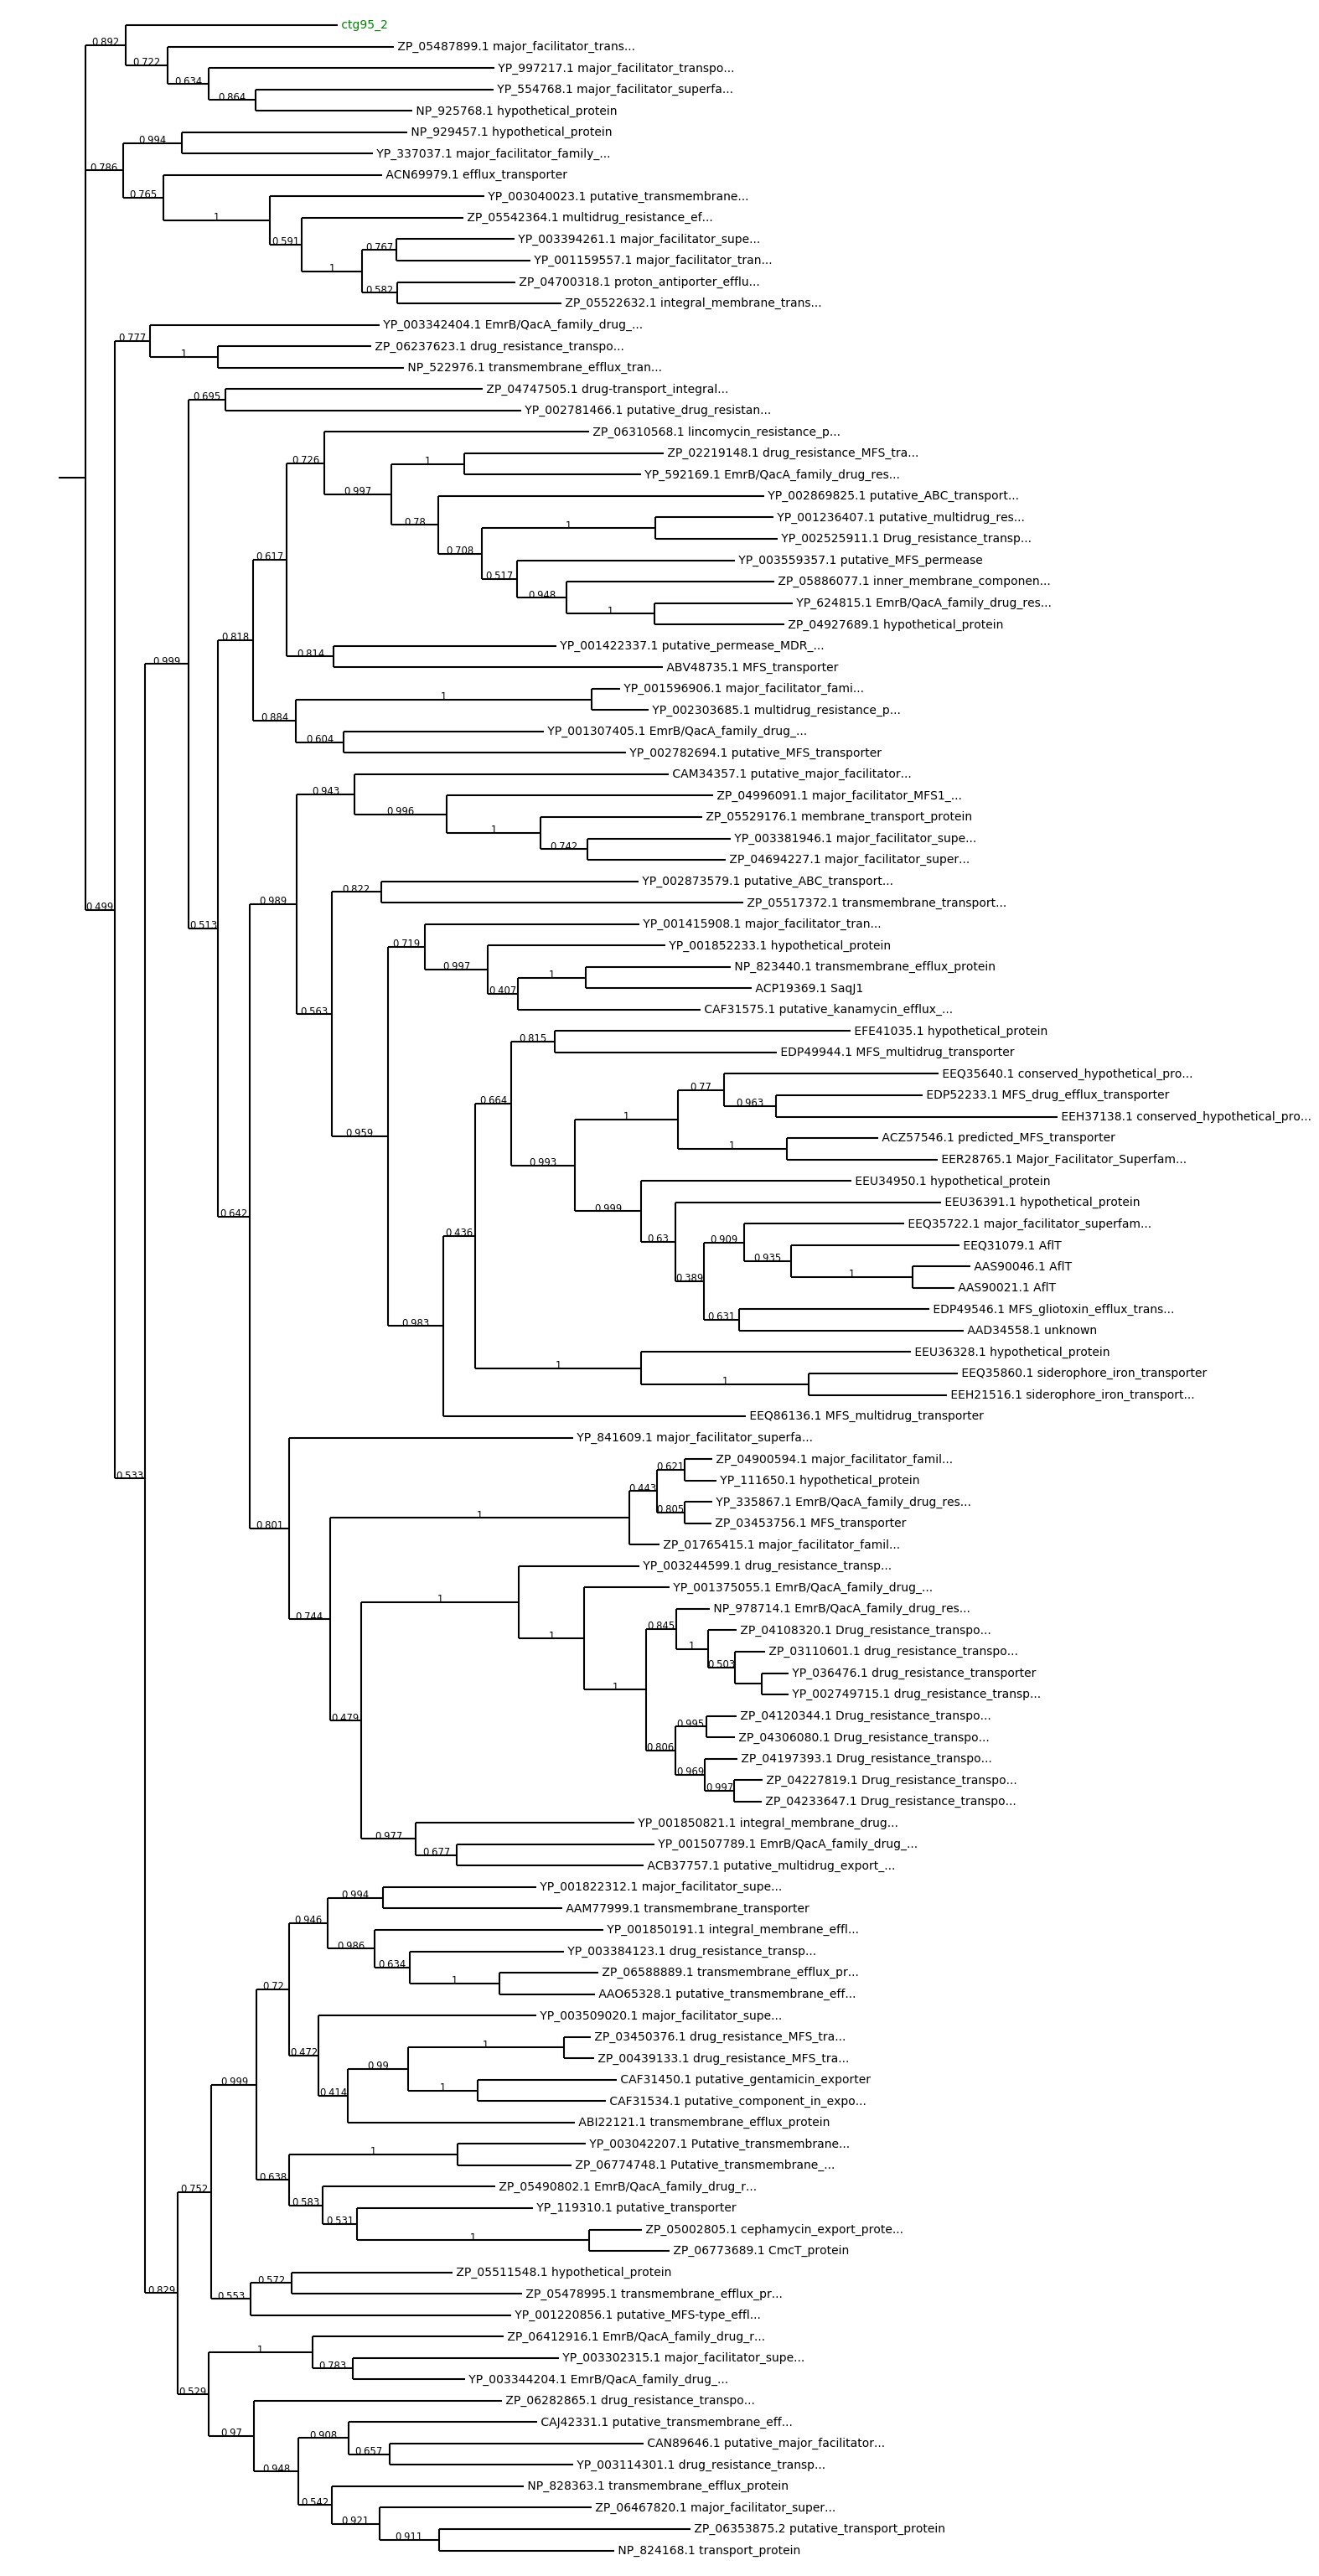 ctg95_2
0.892
ZP_05487899.1 major_facilitator_trans...
0.722
YP_997217.1 major_facilitator_transpo...
0.634
YP_554768.1 major_facilitator_superfa...
0.864
NP_925768.1 hypothetical_protein
NP_929457.1 hypothetical_protein
0.994
YP_337037.1 major_facilitator_family_...
0.786
ACN69979.1 efflux_transporter
0.765
YP_003040023.1 putative_transmembrane...
1
ZP_05542364.1 multidrug_resistance_ef...
0.591
YP_003394261.1 major_facilitator_supe...
0.767
YP_001159557.1 major_facilitator_tran...
1
ZP_04700318.1 proton_antiporter_efflu...
0.582
ZP_05522632.1 integral_membrane_trans...
YP_003342404.1 EmrB/QacA_family_drug_...
0.777
ZP_06237623.1 drug_resistance_transpo...
1
NP_522976.1 transmembrane_efflux_tran...
ZP_04747505.1 drug-transport_integral...
0.695
YP_002781466.1 putative_drug_resistan...
ZP_06310568.1 lincomycin_resistance_p...
ZP_02219148.1 drug_resistance_MFS_tra...
0.726
1
YP_592169.1 EmrB/QacA_family_drug_res...
0.997
YP_002869825.1 putative_ABC_transport...
YP_001236407.1 putative_multidrug_res...
0.78
1
YP_002525911.1 Drug_resistance_transp...
0.708
0.617
YP_003559357.1 putative_MFS_permease
0.517
ZP_05886077.1 inner_membrane_componen...
0.948
YP_624815.1 EmrB/QacA_family_drug_res...
1
ZP_04927689.1 hypothetical_protein
0.818
YP_001422337.1 putative_permease_MDR_...
0.814
0.999
ABV48735.1 MFS_transporter
YP_001596906.1 major_facilitator_fami...
1
YP_002303685.1 multidrug_resistance_p...
0.884
YP_001307405.1 EmrB/QacA_family_drug_...
0.604
YP_002782694.1 putative_MFS_transporter
CAM34357.1 putative_major_facilitator...
0.943
ZP_04996091.1 major_facilitator_MFS1_...
0.996
ZP_05529176.1 membrane_transport_protein
1
YP_003381946.1 major_facilitator_supe...
0.742
ZP_04694227.1 major_facilitator_super...
YP_002873579.1 putative_ABC_transport...
0.822
0.989
ZP_05517372.1 transmembrane_transport...
0.499
0.513
YP_001415908.1 major_facilitator_tran...
0.719
YP_001852233.1 hypothetical_protein
0.997
NP_823440.1 transmembrane_efflux_protein
1
ACP19369.1 SaqJ1
0.407
0.563
CAF31575.1 putative_kanamycin_efflux_...
EFE41035.1 hypothetical_protein
0.815
EDP49944.1 MFS_multidrug_transporter
EEQ35640.1 conserved_hypothetical_pro...
0.77
EDP52233.1 MFS_drug_efflux_transporter
0.664
0.963
EEH37138.1 conserved_hypothetical_pro...
1
0.959
ACZ57546.1 predicted_MFS_transporter
1
EER28765.1 Major_Facilitator_Superfam...
0.993
EEU34950.1 hypothetical_protein
0.999
EEU36391.1 hypothetical_protein
0.642
EEQ35722.1 major_facilitator_superfam...
0.436
0.63
0.909
EEQ31079.1 AflT
0.935
AAS90046.1 AflT
1
0.389
AAS90021.1 AflT
EDP49546.1 MFS_gliotoxin_efflux_trans...
0.631
0.983
AAD34558.1 unknown
EEU36328.1 hypothetical_protein
1
EEQ35860.1 siderophore_iron_transporter
1
EEH21516.1 siderophore_iron_transport...
EEQ86136.1 MFS_multidrug_transporter
YP_841609.1 major_facilitator_superfa...
ZP_04900594.1 major_facilitator_famil...
0.621
0.533
YP_111650.1 hypothetical_protein
0.443
YP_335867.1 EmrB/QacA_family_drug_res...
0.805
1
ZP_03453756.1 MFS_transporter
0.801
ZP_01765415.1 major_facilitator_famil...
YP_003244599.1 drug_resistance_transp...
YP_001375055.1 EmrB/QacA_family_drug_...
1
NP_978714.1 EmrB/QacA_family_drug_res...
0.744
0.845
ZP_04108320.1 Drug_resistance_transpo...
1
1
ZP_03110601.1 drug_resistance_transpo...
0.503
YP_036476.1 drug_resistance_transporter
1
YP_002749715.1 drug_resistance_transp...
ZP_04120344.1 Drug_resistance_transpo...
0.479
0.995
ZP_04306080.1 Drug_resistance_transpo...
0.806
ZP_04197393.1 Drug_resistance_transpo...
0.969
ZP_04227819.1 Drug_resistance_transpo...
0.997
ZP_04233647.1 Drug_resistance_transpo...
YP_001850821.1 integral_membrane_drug...
0.977
YP_001507789.1 EmrB/QacA_family_drug_...
0.677
ACB37757.1 putative_multidrug_export_...
YP_001822312.1 major_facilitator_supe...
0.994
AAM77999.1 transmembrane_transporter
0.946
YP_001850191.1 integral_membrane_effl...
0.986
YP_003384123.1 drug_resistance_transp...
0.634
ZP_06588889.1 transmembrane_efflux_pr...
1
0.72
AAO65328.1 putative_transmembrane_eff...
YP_003509020.1 major_facilitator_supe...
ZP_03450376.1 drug_resistance_MFS_tra...
1
0.472
ZP_00439133.1 drug_resistance_MFS_tra...
0.99
CAF31450.1 putative_gentamicin_exporter
0.999
1
0.414
CAF31534.1 putative_component_in_expo...
ABI22121.1 transmembrane_efflux_protein
YP_003042207.1 Putative_transmembrane...
1
ZP_06774748.1 Putative_transmembrane_...
0.638
ZP_05490802.1 EmrB/QacA_family_drug_r...
0.752
0.583
YP_119310.1 putative_transporter
0.531
ZP_05002805.1 cephamycin_export_prote...
1
ZP_06773689.1 CmcT_protein
ZP_05511548.1 hypothetical_protein
0.572
0.829
ZP_05478995.1 transmembrane_efflux_pr...
0.553
YP_001220856.1 putative_MFS-type_effl...
ZP_06412916.1 EmrB/QacA_family_drug_r...
1
YP_003302315.1 major_facilitator_supe...
0.783
YP_003344204.1 EmrB/QacA_family_drug_...
0.529
ZP_06282865.1 drug_resistance_transpo...
CAJ42331.1 putative_transmembrane_eff...
0.97
0.908
CAN89646.1 putative_major_facilitator...
0.657
YP_003114301.1 drug_resistance_transp...
0.948
NP_828363.1 transmembrane_efflux_protein
0.542
ZP_06467820.1 major_facilitator_super...
0.921
ZP_06353875.2 putative_transport_protein
0.911
NP_824168.1 transport_protein